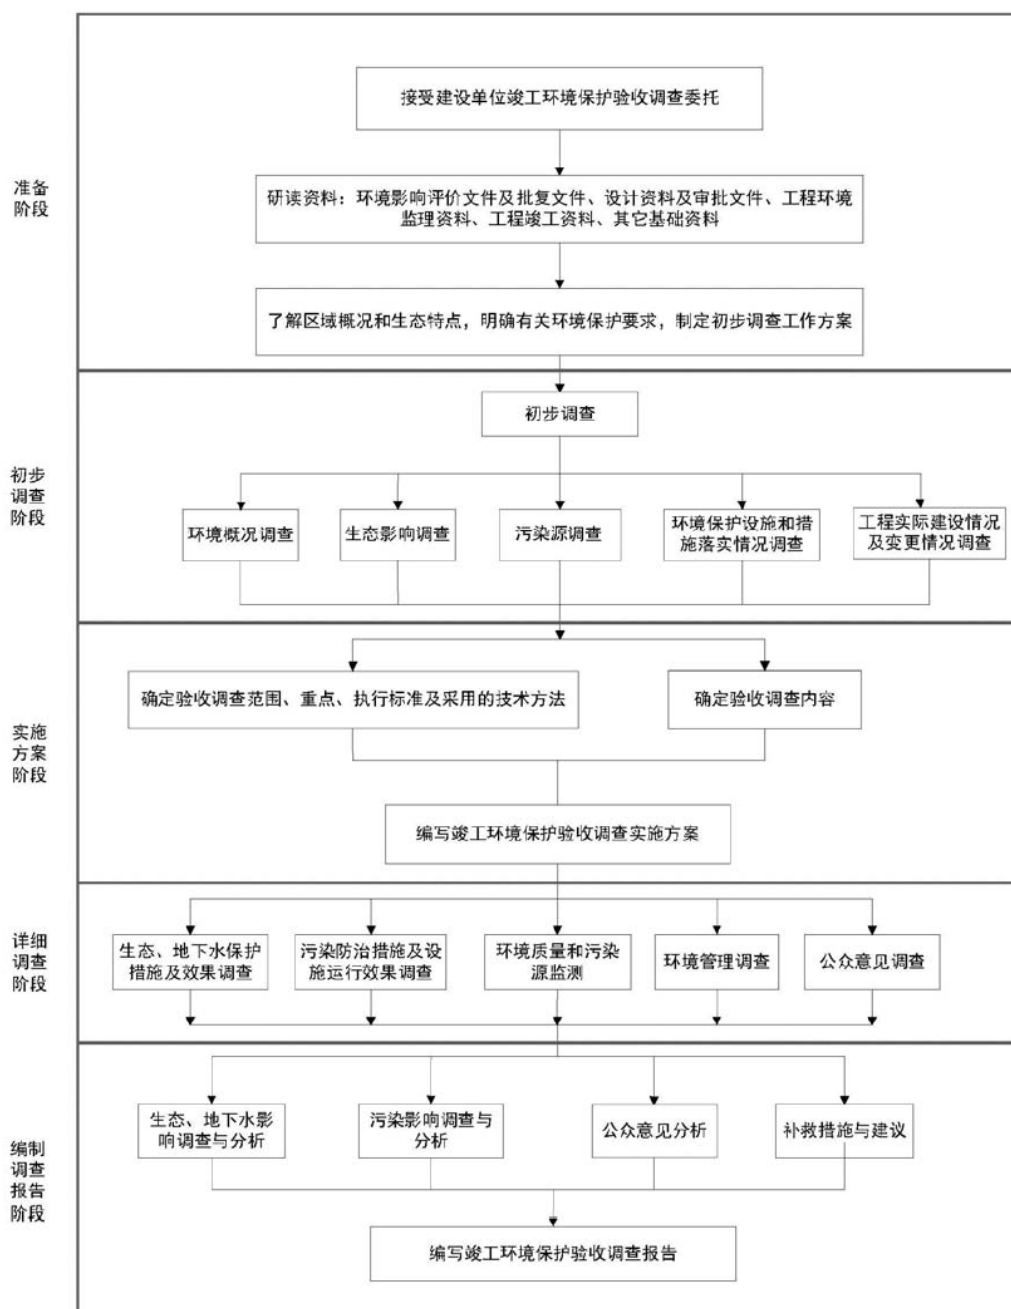 准备
阶段
接受建设单位竣工环境保护验收调查委托
研读资料：环境影响评价文件及批复文件、设计资料及审批文件、工程环境
监理资料、工程竣工资料、其它基础资料
了解区域概况和生态特点，明确有关环境保护要求，制定初步调查工作方案
初步
调查
阶段
初步调查
环境概况调查
生态影响调查
污染源调查
环境保护设施和措
施落实情况调查
工程实际建设情况
及变更情况调查
实施
方案
阶段
确定验收调查范围、重点、执行标准及采用的技术方法
确定验收调查内容
编写竣工环境保护验收调查实施方案
详细
调查
阶段
生态、地下水保护
措施及效果调查
污染防治措施及设
施运行效果调查
环境质量和污染
源监测
环境管理调查
公众意见调查
编制
调查
报告
阶段
生态、地下水影
响调查与分析
污染影响调查与
分析
公众意见分析
补救措施与建议
编写竣工环境保护验收调查报告